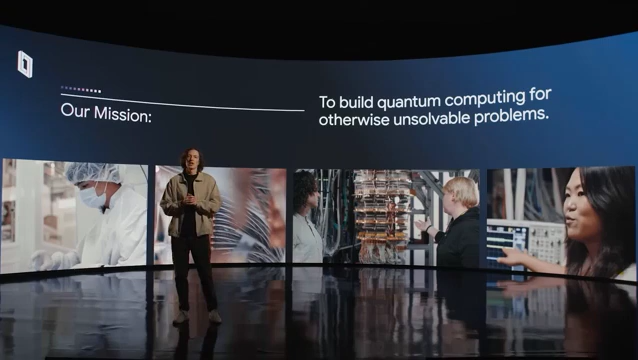 Our Mission:
To build quantum computing for
otherwise unsolvable problems.